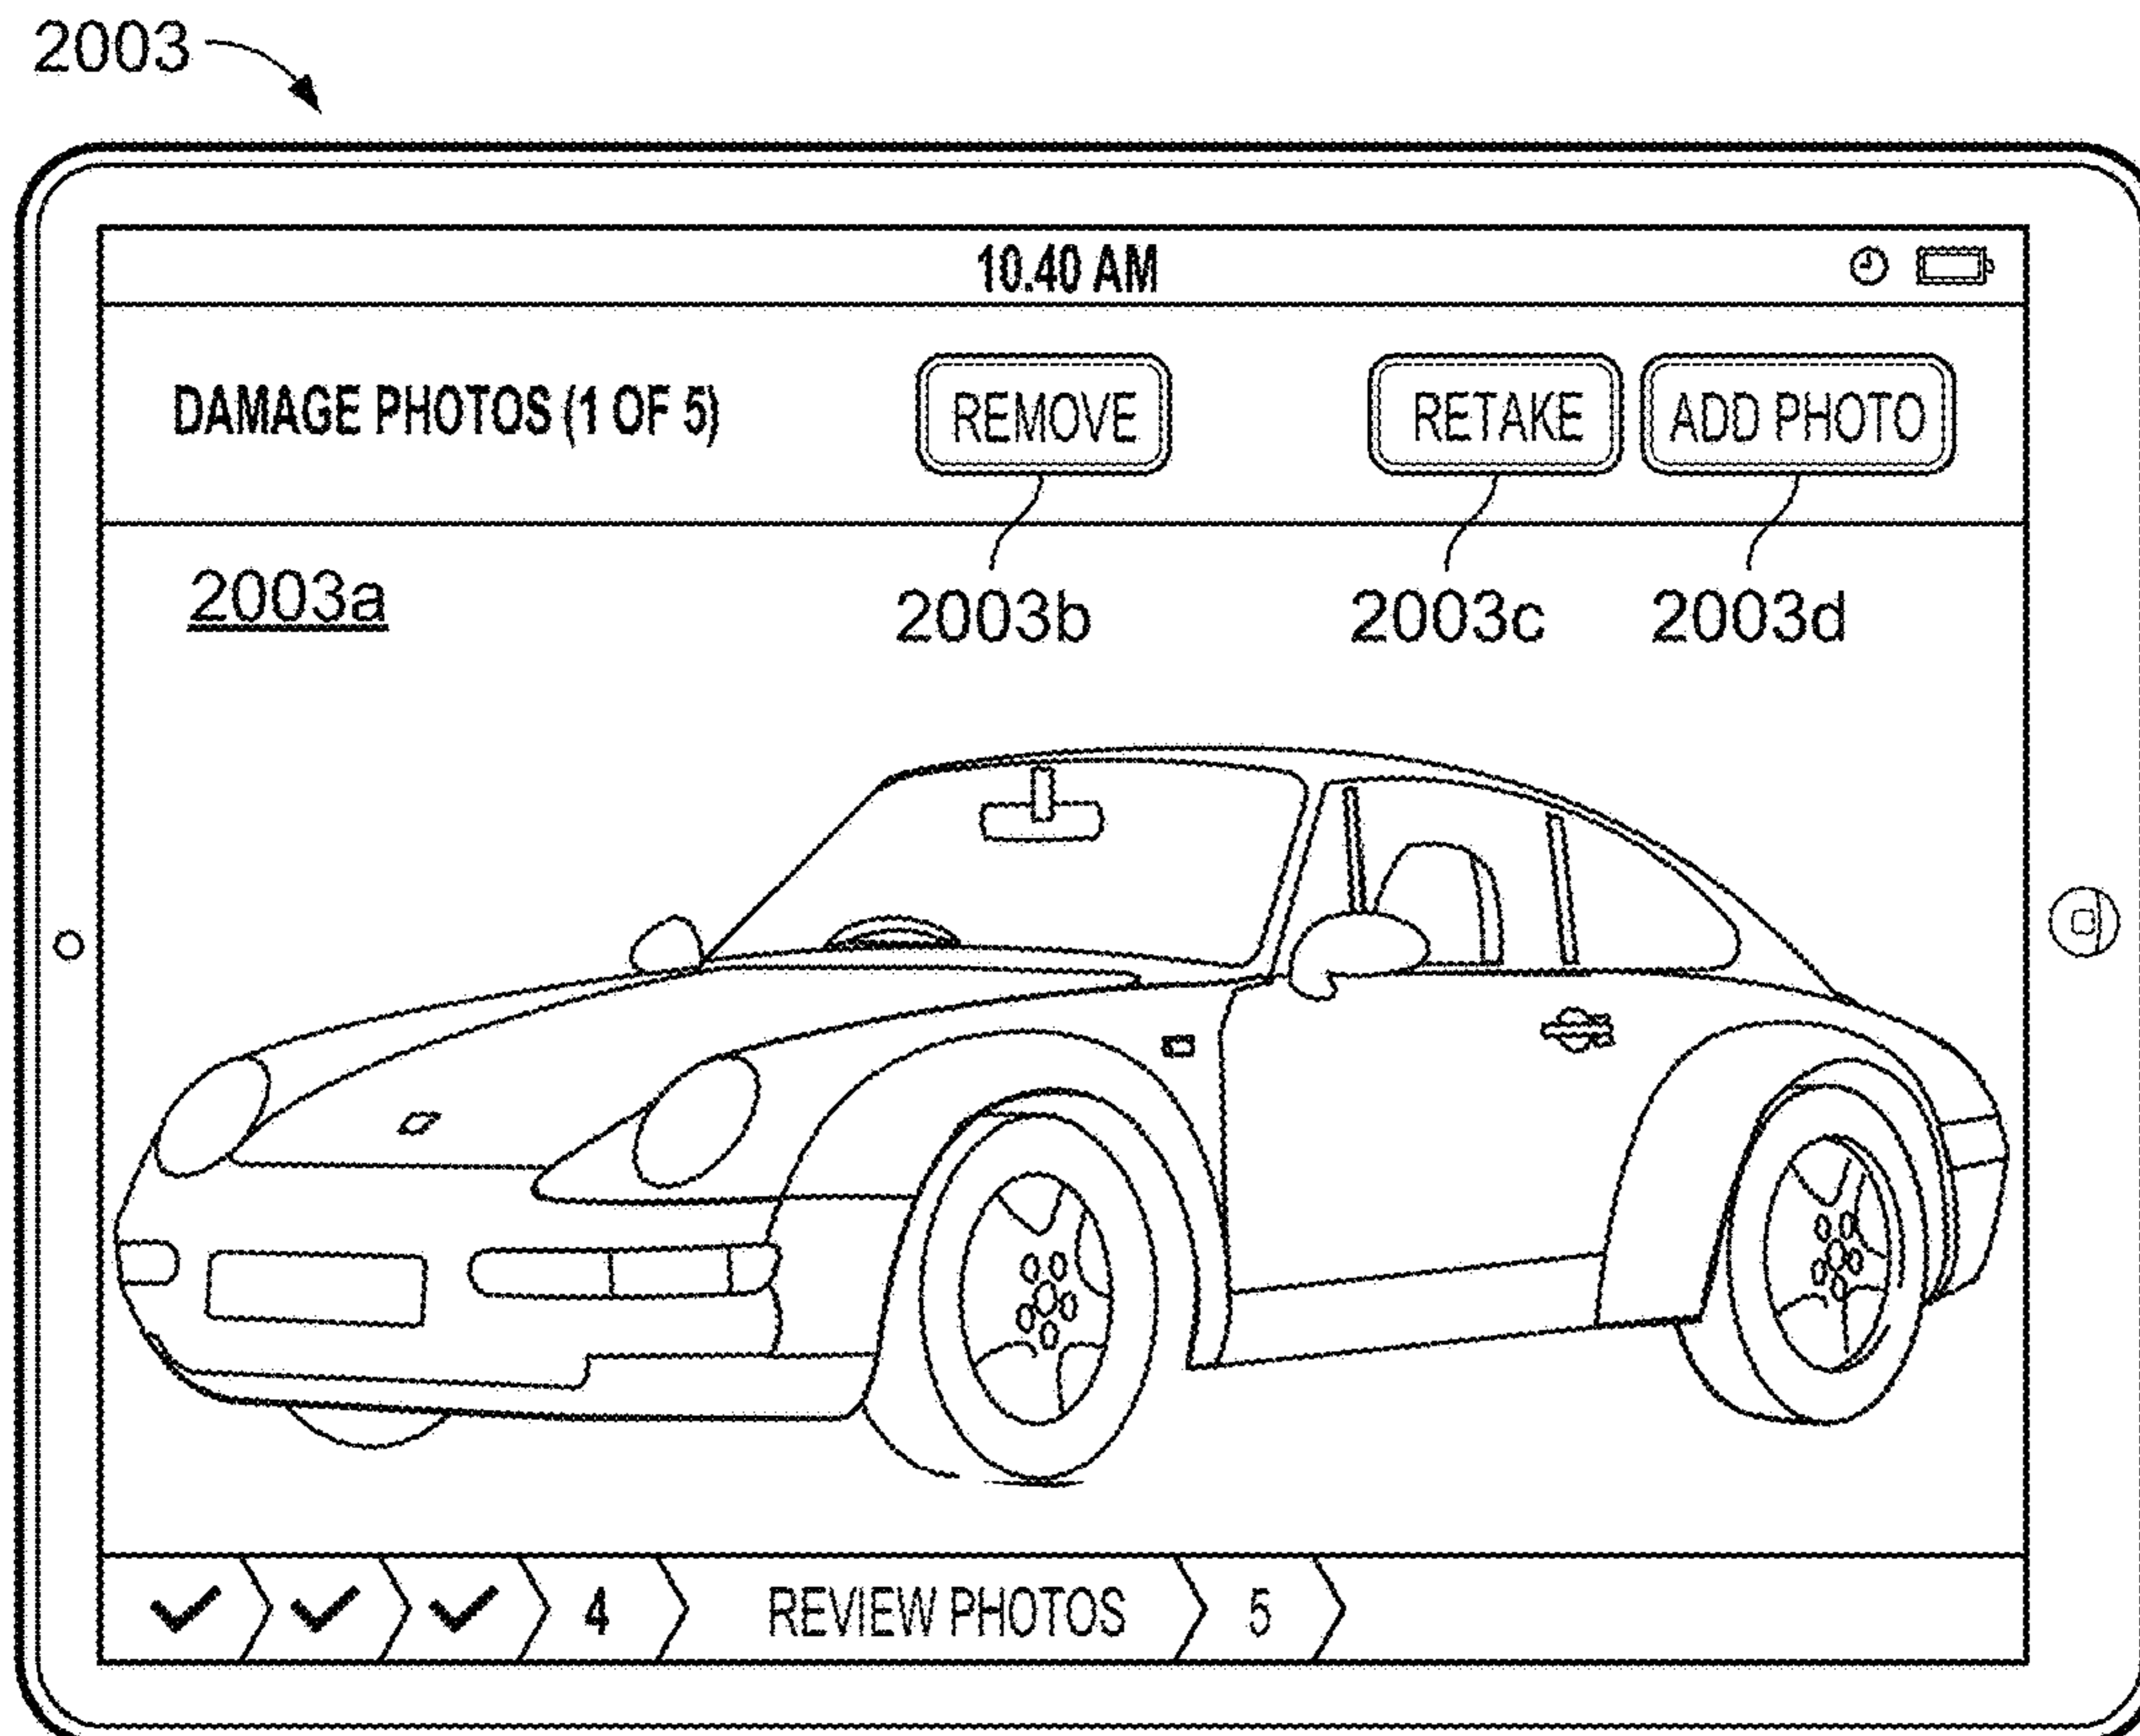 2003
10.40 AM
DAMAGE PHOTOS (1 OF 5)
REMOVE
RETAKE
ADD PHOTO
2003a
2003b
2003c
2003d
4
REVIEW PHOTOS
5